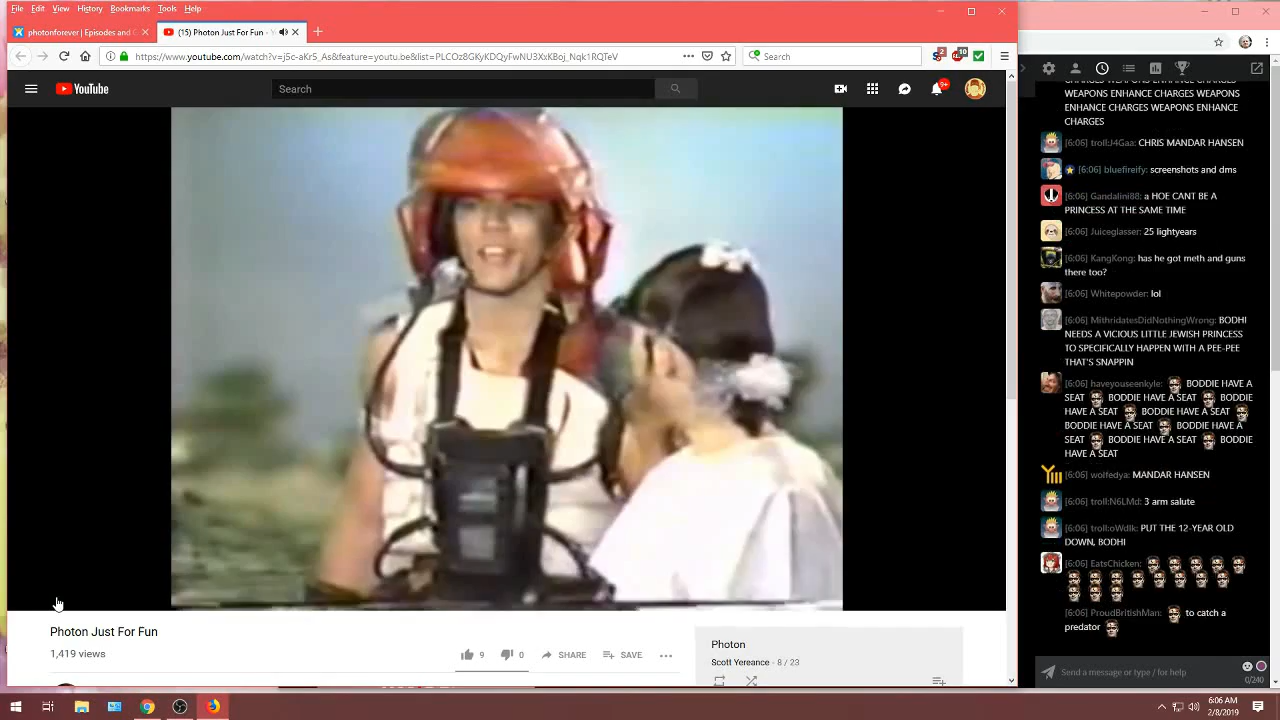 File Edit View History Bookmarks Tools Help
photonforever | Episodes and
(15) Photon Just For Fun - Y
https://www.youtube.com/watch?v=j5c-aKr5_As&feature=youtu.be&list=PLCOz8GKyKDQyFwNU3XxKBoj_Nqk1RQTeV
Search
2
10
YouTube
Search
9+
Photon Just For Fun
1,419 views
9
0
SHARE
SAVE
Photon
Scott Yereance - 8 / 23
WEAPONS ENHANCE CHARGES WEAPONS
ENHANCE CHARGES WEAPONS ENHANCE
CHARGES
[6:06] troll:J4Gaa: CHRIS MANDAR HANSEN
[6:06] bluefireify: screenshots and dms
[6:06] Gandalini88: a HOE CANT BE A
PRINCESS AT THE SAME TIME
[6:06] Juiceglasser: 25 lightyears
[6:06] KangKong: has he got meth and guns
there too?
[6:06] Whitepowder: lol
[6:06] MithridatesDidNothingWrong: BODHI
NEEDS A VICIOUS LITTLE JEWISH PRINCESS
TO SPECIFICALLY HAPPEN WITH A PEE-PEE
THAT'S SNAPPIN
[6:06] haveyouseenkyle: BODDIE HAVE A
SEAT BODDIE HAVE A SEAT BODDIE
HAVE A SEAT BODDIE HAVE A SEAT
BODDIE HAVE A SEAT BODDIE HAVE A
SEAT BODDIE HAVE A SEAT BODDIE
HAVE A SEAT
[6:06] wolfedya: MANDAR HANSEN
[6:06] troll:N6LMd: 3 arm salute
[6:06] troll:oWdIk: PUT THE 12-YEAR OLD
DOWN, BODHI
[6:06] EatsChicken:
[6:06] ProudBritishMan: to catch a
predator
Send a message or type / for help
0/240
6:06 AM
2/8/2019